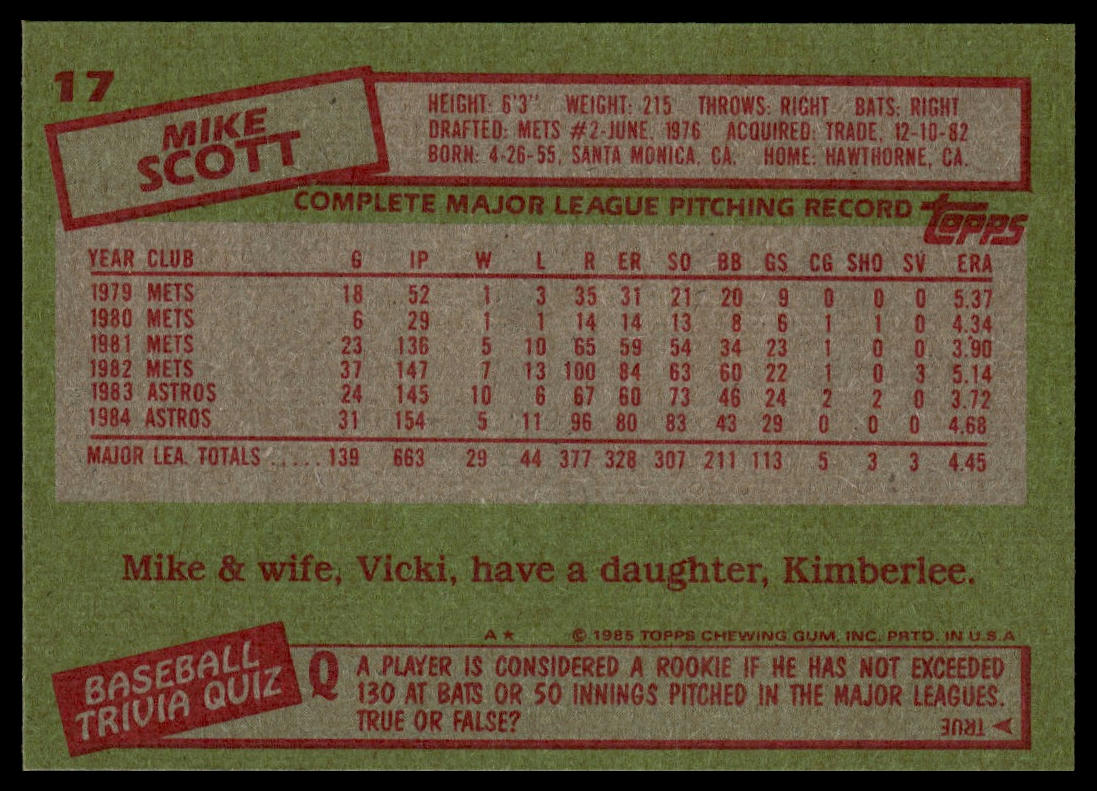 17
MIKE
SCOTT
HEIGHT: 6'3" WEIGHT: 215 THROWS: RIGHT BATS: RIGHT
DRAFTED: METS #2-JUNE, 1976 ACQUIRED: TRADE, 12-10-82
BORN: 4-26-55, SANTA MONICA, CA. HOME: HAWTHORNE, CA.
COMPLETE MAJOR LEAGUE PITCHING RECORD topps
YEAR CLUB G IP W L R ER SO BB GS CG SHO SV ERA
1979 METS 18 52 1 3 35 31 21 20 9 0 0 0 5.37
1980 METS 6 29 1 1 14 14 13 8 6 1 1 0 4.34
1981 METS 23 136 5 10 65 59 54 34 23 1 0 0 3.90
1982 METS 37 147 7 13 100 84 63 60 22 1 0 3 5.14
1983 ASTROS 24 145 10 6 67 60 73 46 24 2 2 0 3.72
1984 ASTROS 31 154 5 11 96 80 83 43 29 0 0 0 4.68
MAJOR LEA. TOTALS ..... 139 663 29 44 377 328 307 211 113 5 3 3 4.45
Mike & wife, Vicki, have a daughter, Kimberlee.
A★ © 1985 TOPPS CHEWING GUM, INC. PRTD. IN U.S.A
BASEBALL
TRIVIA QUIZ
Q A PLAYER IS CONSIDERED A ROOKIE IF HE HAS NOT EXCEEDED
130 AT BATS OR 50 INNINGS PITCHED IN THE MAJOR LEAGUES.
TRUE OR FALSE?
TRUE